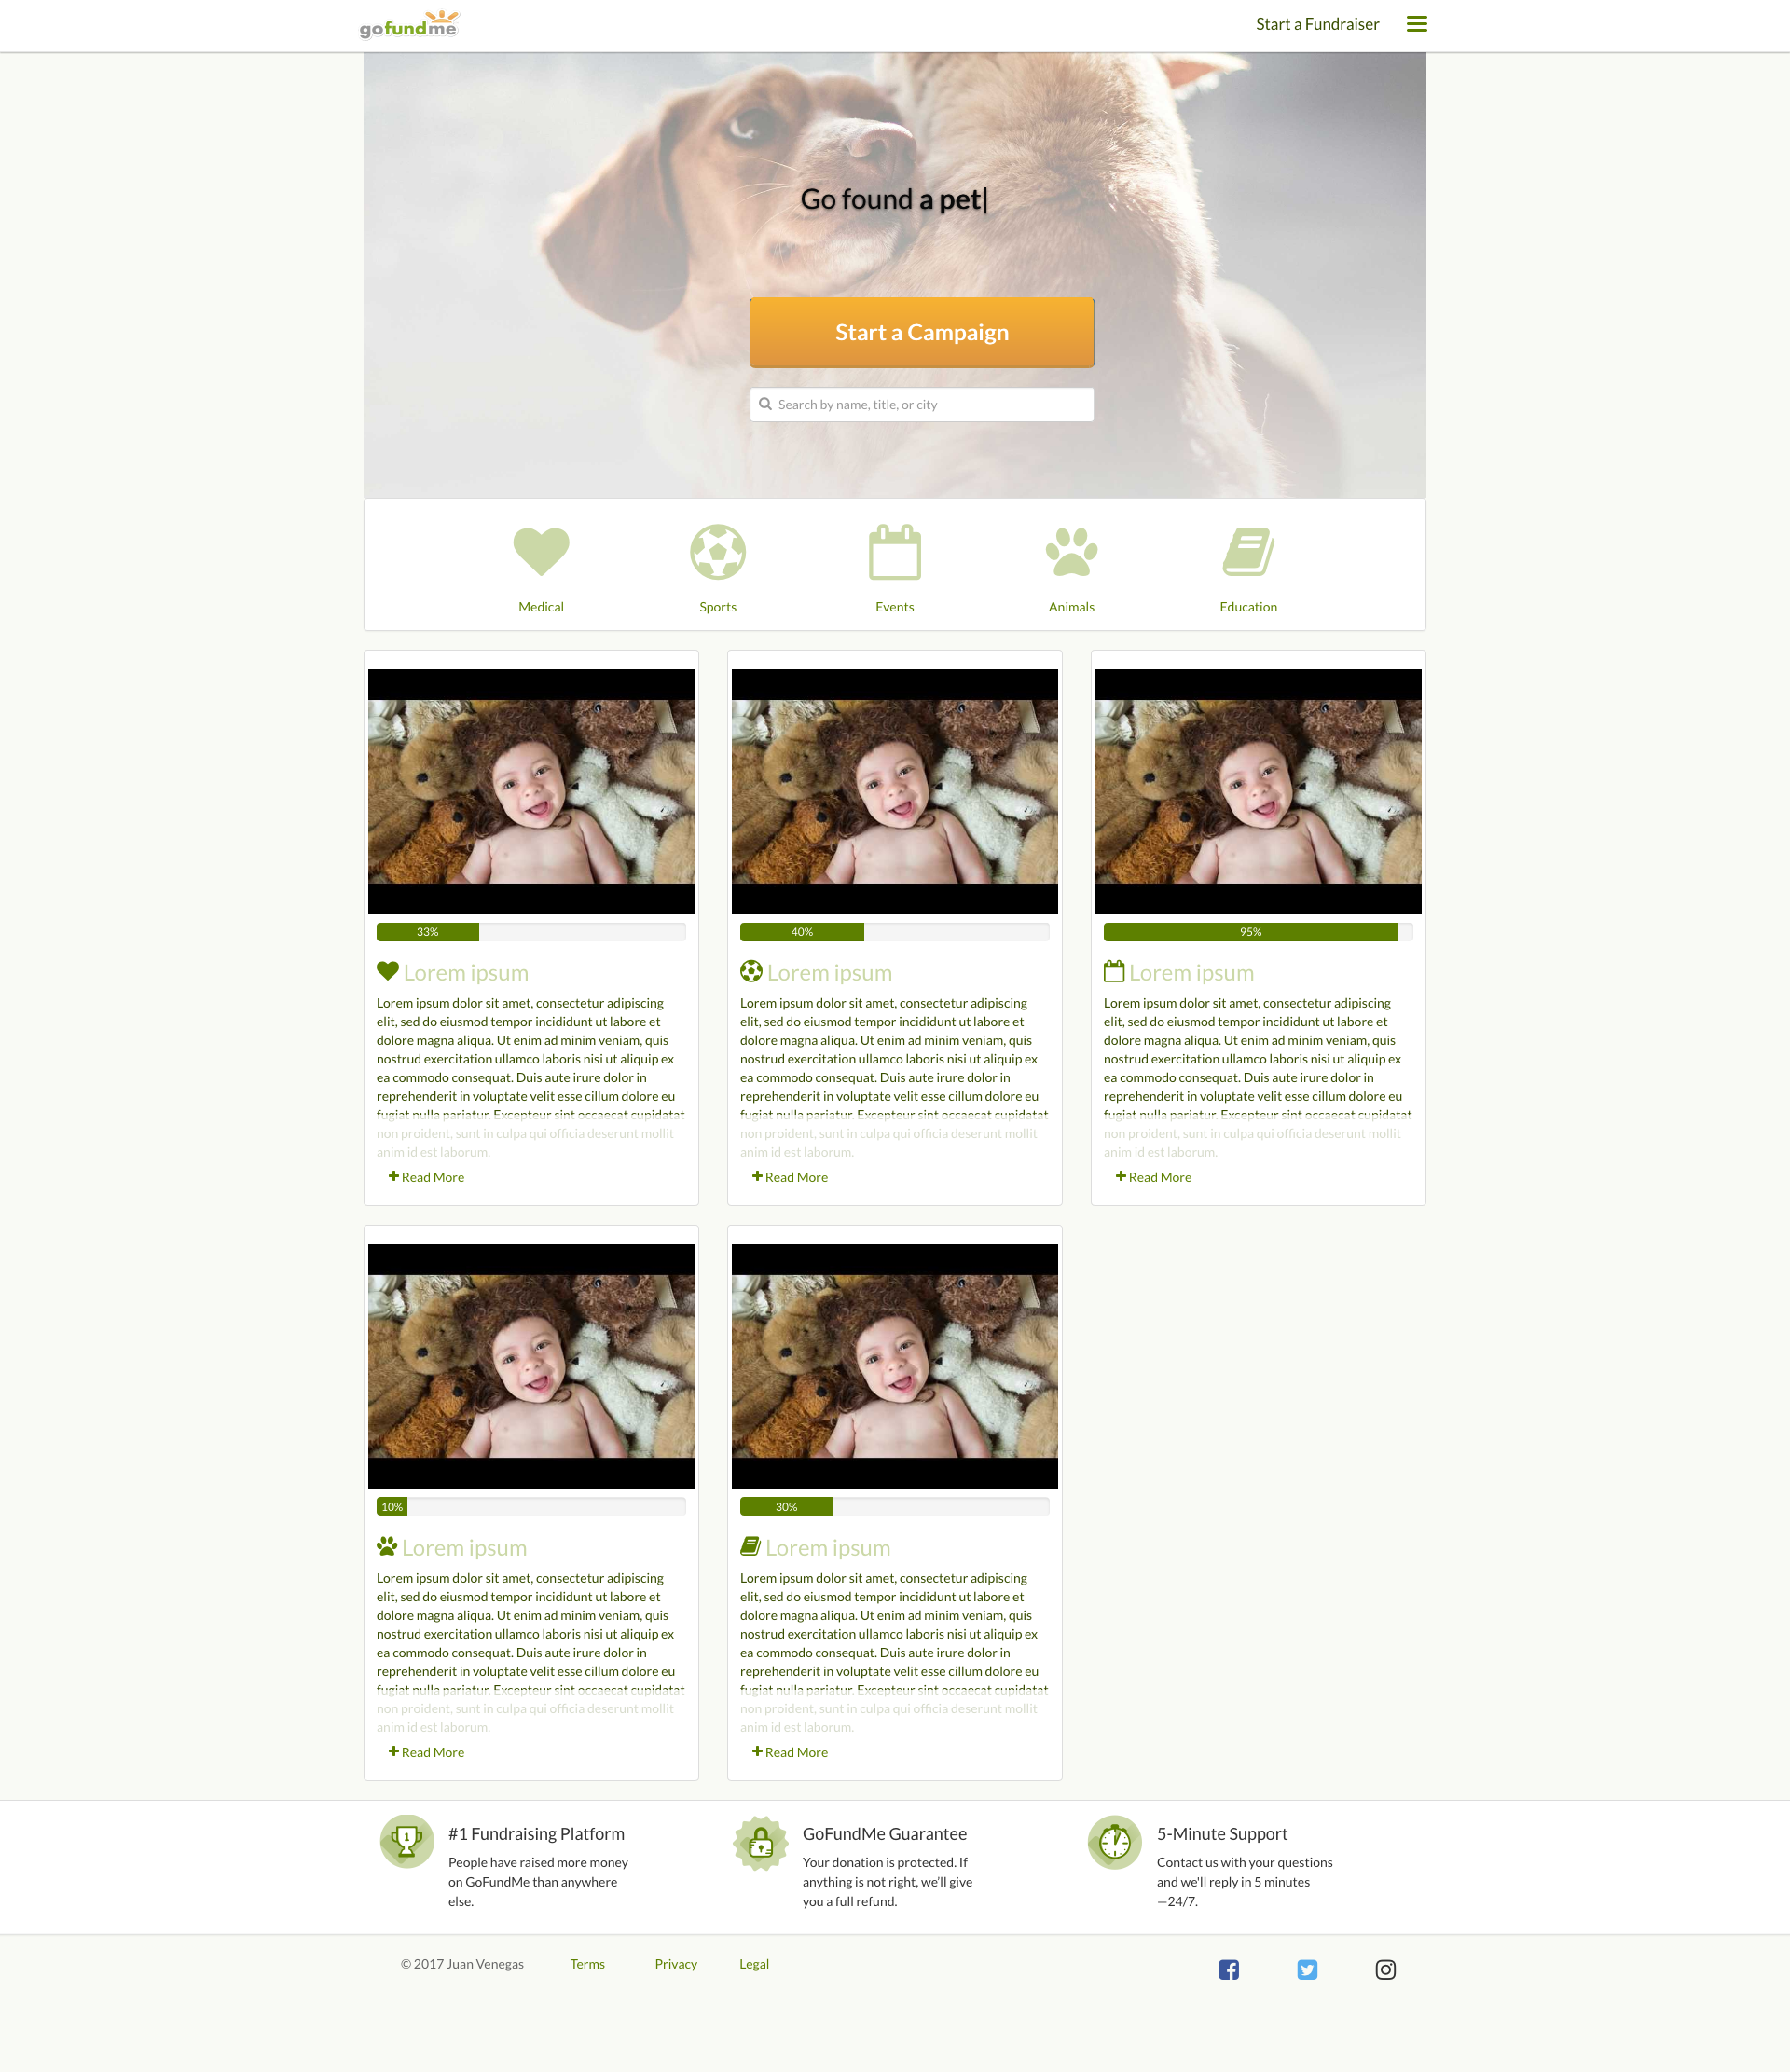 gofundme
Start a Fundraiser
Go found a pet|
Start a Campaign
Search by name, title, or city
Medical
Sports
Events
Animals
Education
33%
Lorem ipsum
Lorem ipsum dolor sit amet, consectetur adipiscing
elit, sed do eiusmod tempor incididunt ut labore et
dolore magna aliqua. Ut enim ad minim veniam, quis
nostrud exercitation ullamco laboris nisi ut aliquip ex
ea commodo consequat. Duis aute irure dolor in
reprehenderit in voluptate velit esse cillum dolore eu
fugiat nulla pariatur. Excepteur sint occaecat cupidatat
non proident, sunt in culpa qui officia deserunt mollit
anim id est laborum.
Read More
40%
Lorem ipsum
Lorem ipsum dolor sit amet, consectetur adipiscing
elit, sed do eiusmod tempor incididunt ut labore et
dolore magna aliqua. Ut enim ad minim veniam, quis
nostrud exercitation ullamco laboris nisi ut aliquip ex
ea commodo consequat. Duis aute irure dolor in
reprehenderit in voluptate velit esse cillum dolore eu
fugiat nulla pariatur. Excepteur sint occaecat cupidatat
non proident, sunt in culpa qui officia deserunt mollit
anim id est laborum.
Read More
95%
Lorem ipsum
Lorem ipsum dolor sit amet, consectetur adipiscing
elit, sed do eiusmod tempor incididunt ut labore et
dolore magna aliqua. Ut enim ad minim veniam, quis
nostrud exercitation ullamco laboris nisi ut aliquip ex
ea commodo consequat. Duis aute irure dolor in
reprehenderit in voluptate velit esse cillum dolore eu
fugiat nulla pariatur. Excepteur sint occaecat cupidatat
non proident, sunt in culpa qui officia deserunt mollit
anim id est laborum.
Read More
10%
Lorem ipsum
Lorem ipsum dolor sit amet, consectetur adipiscing
elit, sed do eiusmod tempor incididunt ut labore et
dolore magna aliqua. Ut enim ad minim veniam, quis
nostrud exercitation ullamco laboris nisi ut aliquip ex
ea commodo consequat. Duis aute irure dolor in
reprehenderit in voluptate velit esse cillum dolore eu
fugiat nulla pariatur. Excepteur sint occaecat cupidatat
non proident, sunt in culpa qui officia deserunt mollit
anim id est laborum.
Read More
30%
Lorem ipsum
Lorem ipsum dolor sit amet, consectetur adipiscing
elit, sed do eiusmod tempor incididunt ut labore et
dolore magna aliqua. Ut enim ad minim veniam, quis
nostrud exercitation ullamco laboris nisi ut aliquip ex
ea commodo consequat. Duis aute irure dolor in
reprehenderit in voluptate velit esse cillum dolore eu
fugiat nulla pariatur. Excepteur sint occaecat cupidatat
non proident, sunt in culpa qui officia deserunt mollit
anim id est laborum.
Read More
1
#1 Fundraising Platform
People have raised more money
on GoFundMe than anywhere
else.
GoFundMe Guarantee
Your donation is protected. If
anything is not right, we'll give
you a full refund.
5-Minute Support
Contact us with your questions
and we'll reply in 5 minutes
—24/7.
© 2017 Juan Venegas
Terms
Privacy
Legal